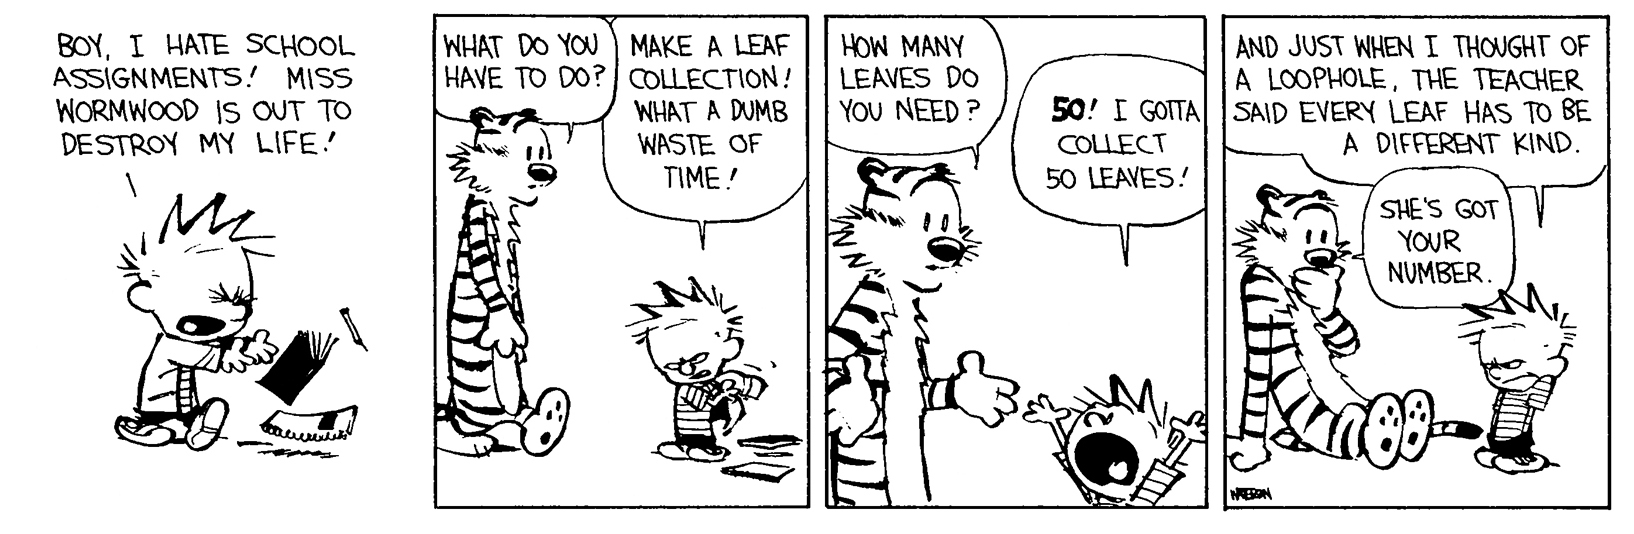 BOY, I HATE SCHOOL
ASSIGNMENTS! MISS
WORMWOOD IS OUT TO
DESTROY MY LIFE!
WHAT DO YOU
HAVE TO DO?
MAKE A LEAF
COLLECTION!
WHAT A DUMB
WASTE OF
TIME!
HOW MANY
LEAVES DO
YOU NEED?
50! I GOTTA
COLLECT
50 LEAVES!
AND JUST WHEN I THOUGHT OF
A LOOPHOLE, THE TEACHER
SAID EVERY LEAF HAS TO BE
A DIFFERENT KIND.
SHE'S GOT
YOUR
NUMBER.